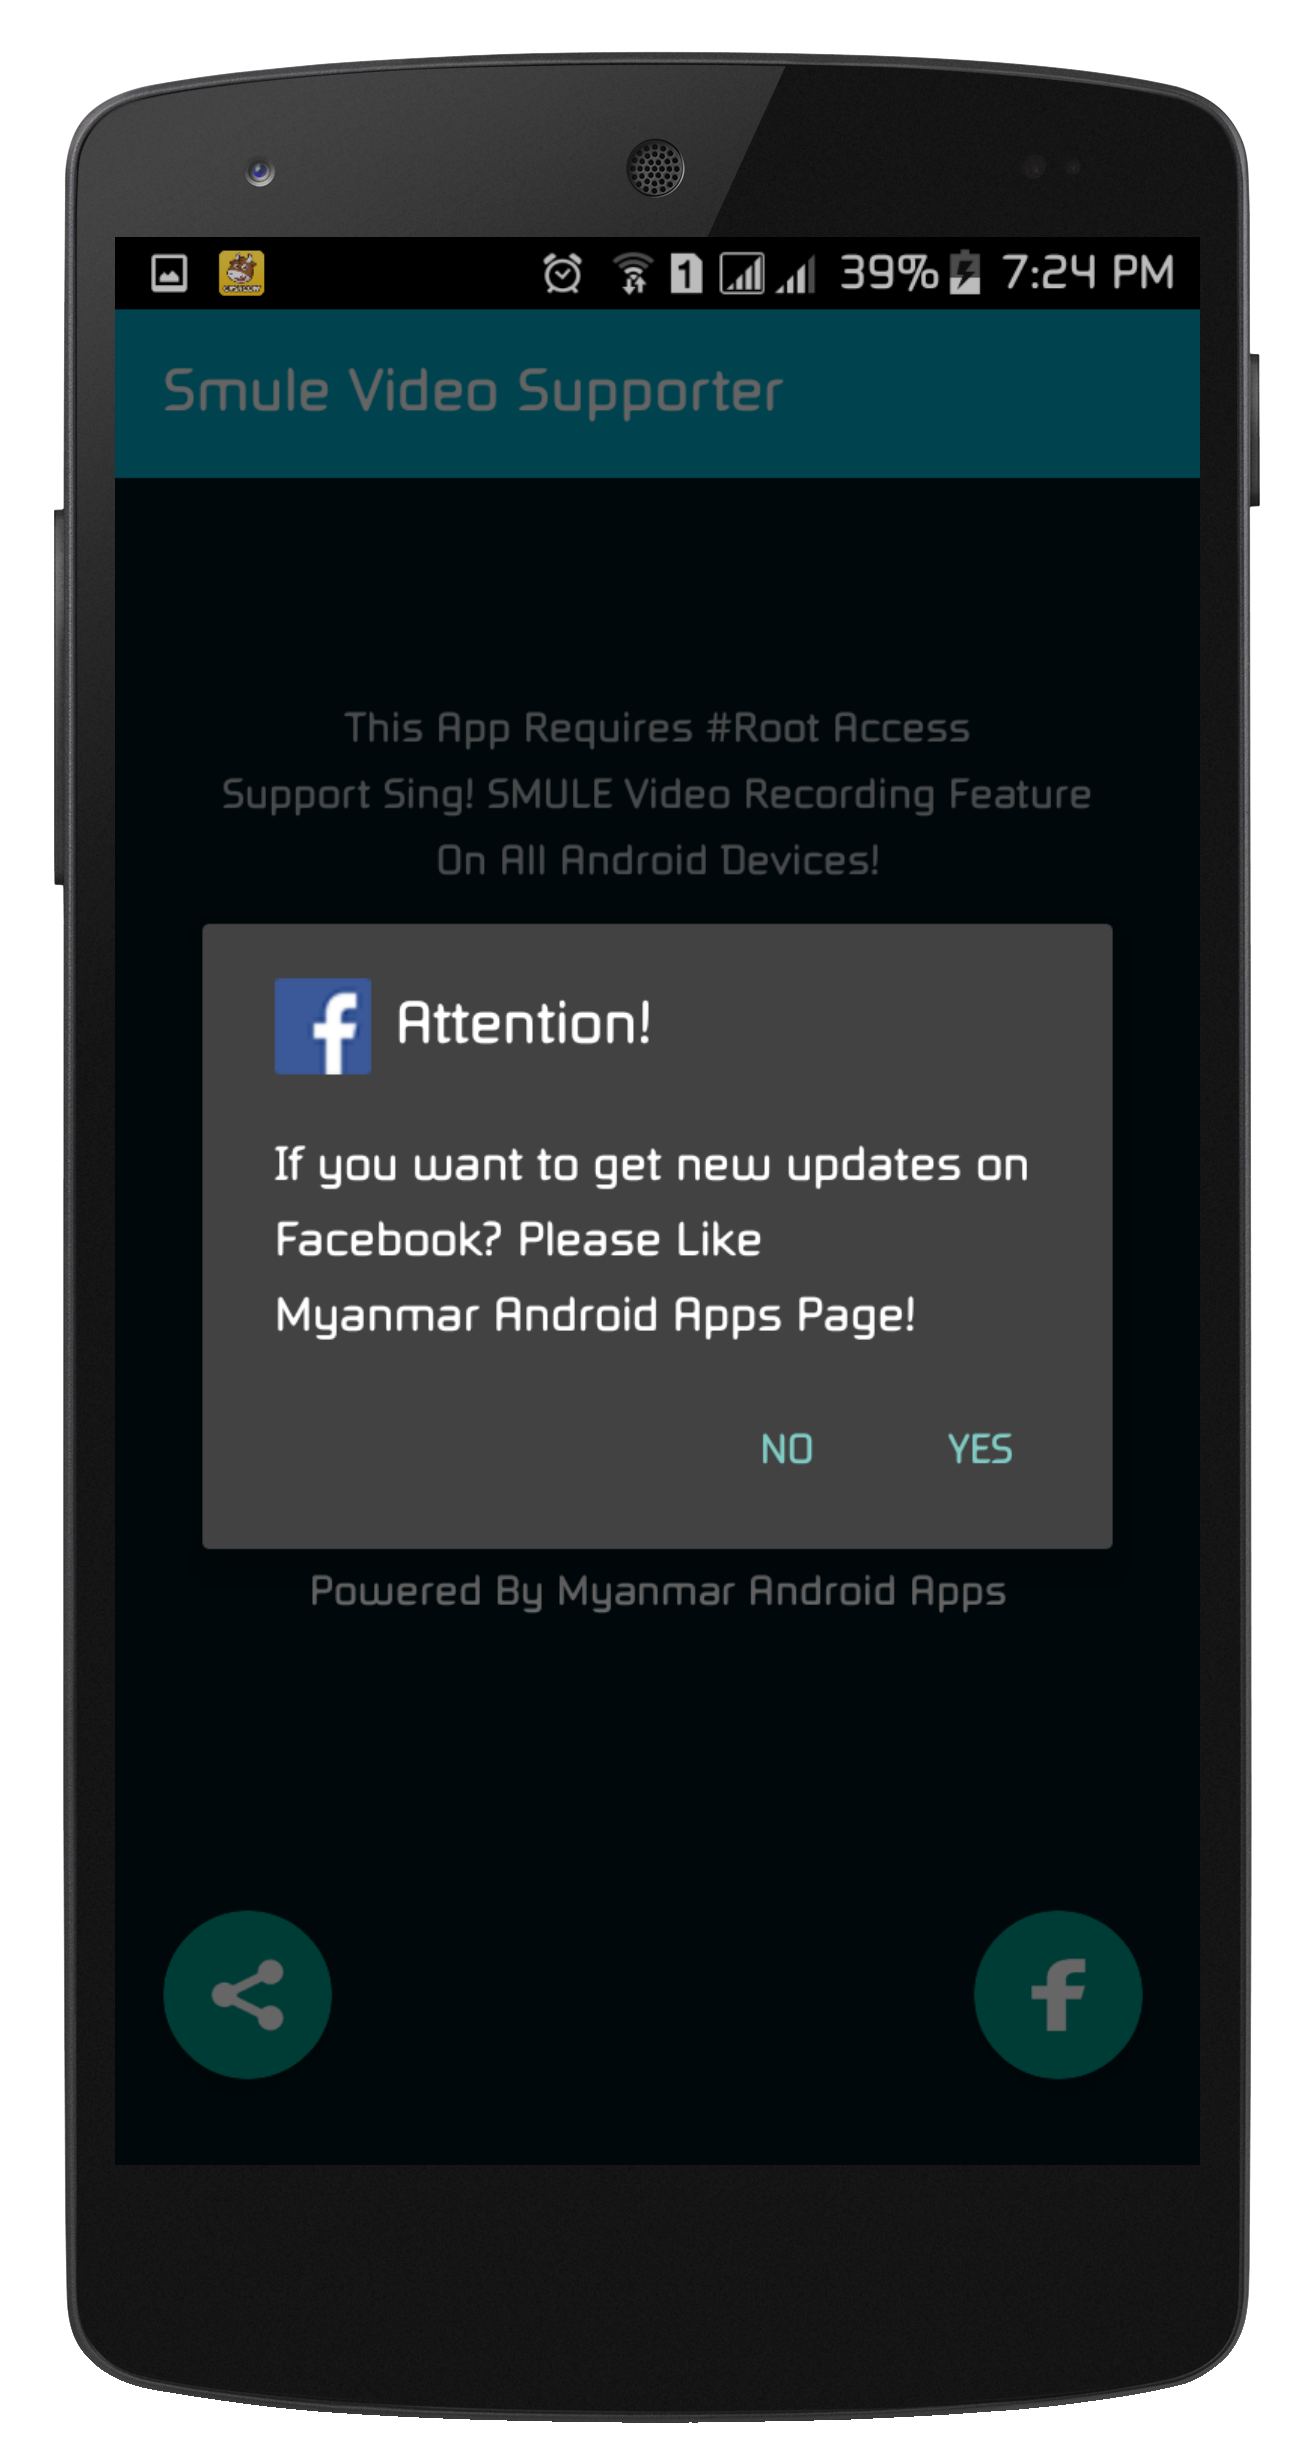 39% 7:24 PM
Smule Video Supporter
This App Requires #Root Access
Support Sing! SMULE Video Recording Feature
On All Android Devices!
Attention!
If you want to get new updates on
Facebook? Please Like
Myanmar Android Apps Page!
NO YES
Powered By Myanmar Android Apps